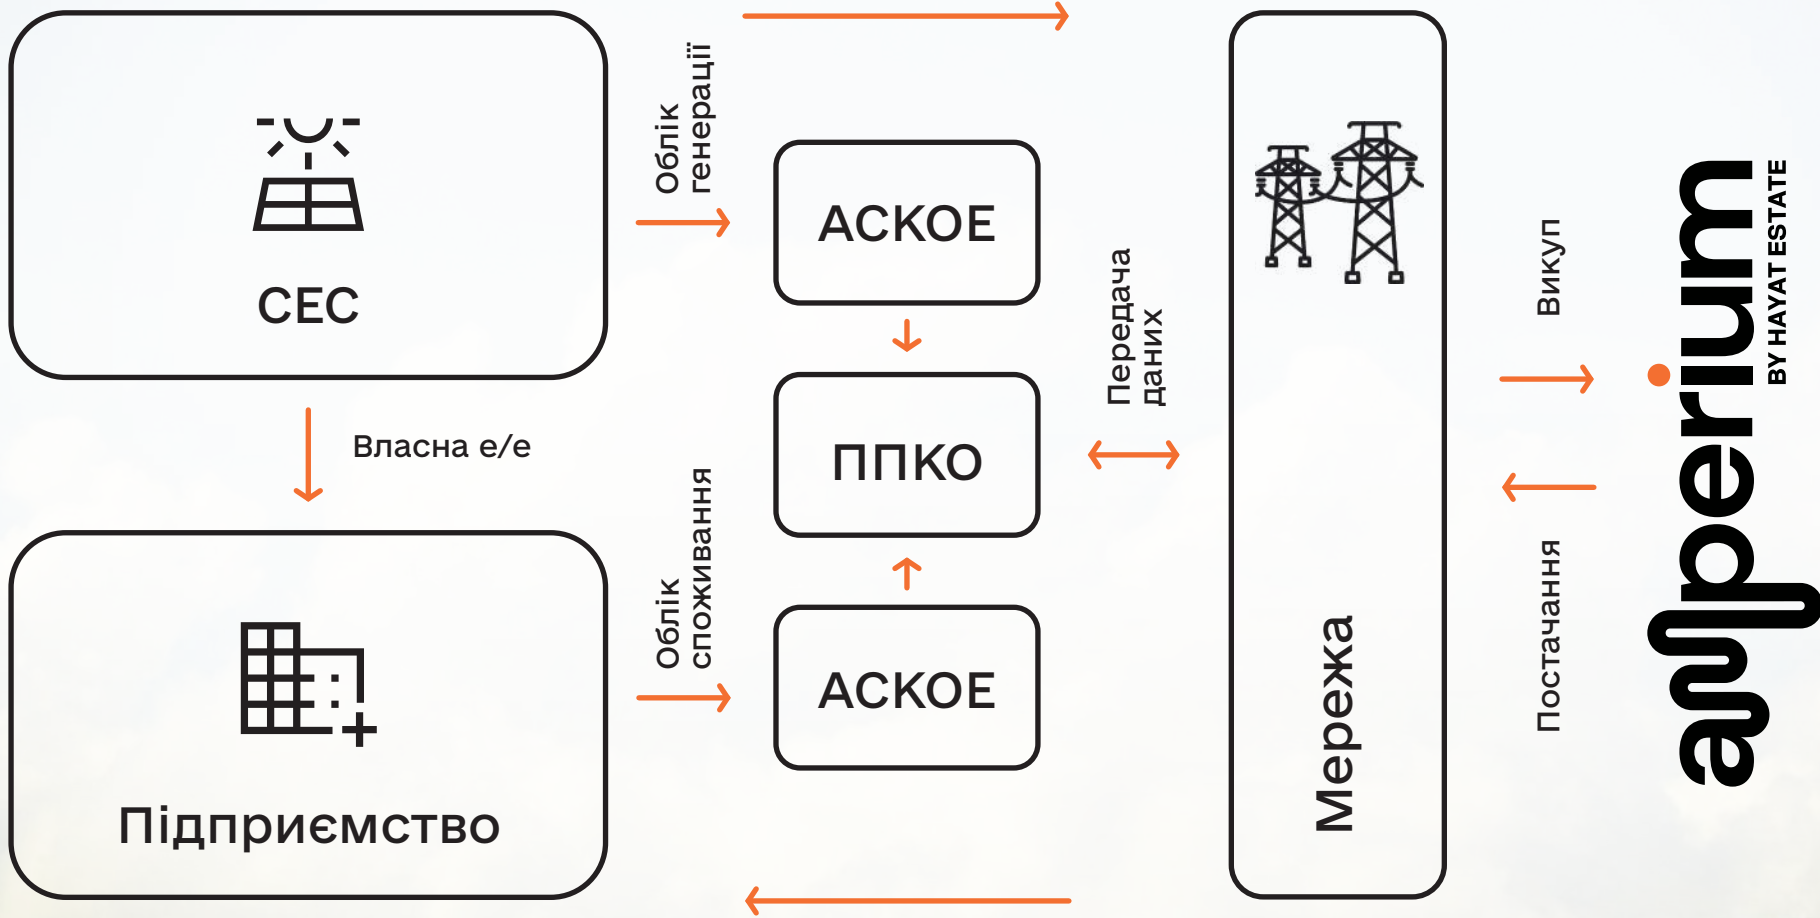 СЕС
Власна е/е
Підприємство
Облік
генерації
Облік
споживання
АСКОЕ
ППКО
АСКОЕ
Передача
даних
Мережа
Викуп
Постачання
amperium
BY HAYAT ESTATE